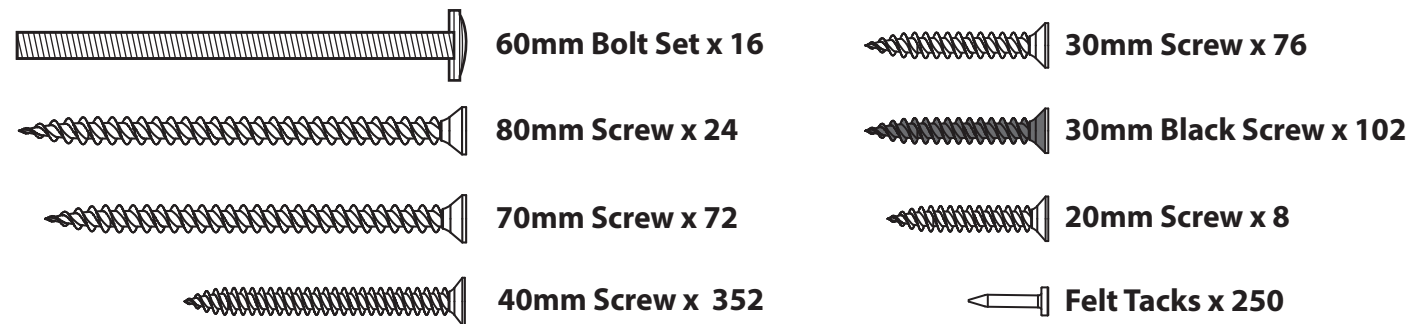 60mm Bolt Set x 16
80mm Screw x 24
70mm Screw x 72
40mm Screw x 352
30mm Screw x 76
30mm Black Screw x 102
20mm Screw x 8
Felt Tacks x 250